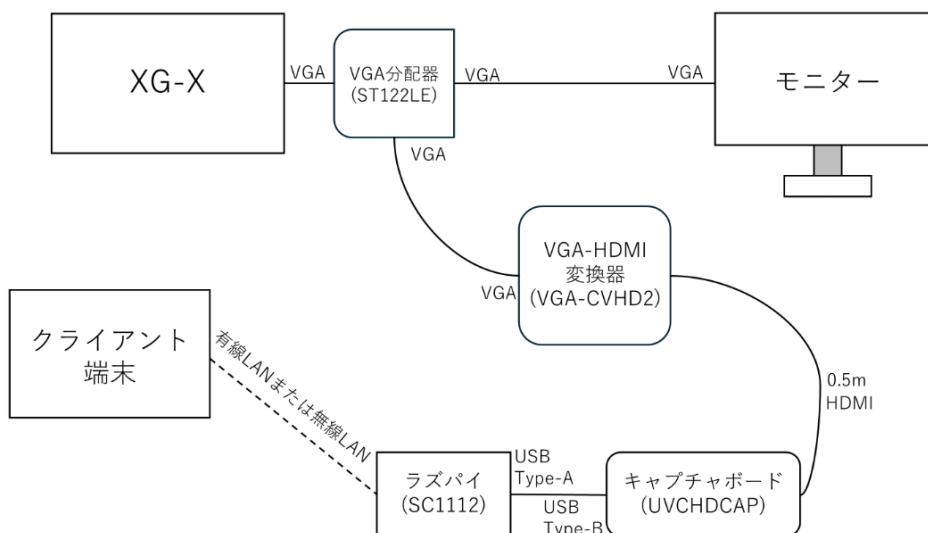 XG-X
VGA
VGA分配器
(ST122LE)
VGA
VGA
モニター
VGA
VGA-HDMI
変換器
(VGA-CVHD2)
VGA
クライアント
端末
有線LANまたは無線LAN
0.5m
HDMI
ラズパイ
(SC1112)
USB
Type-A
USB
Type-B
キャプチャボード
(UVCHDCAP)